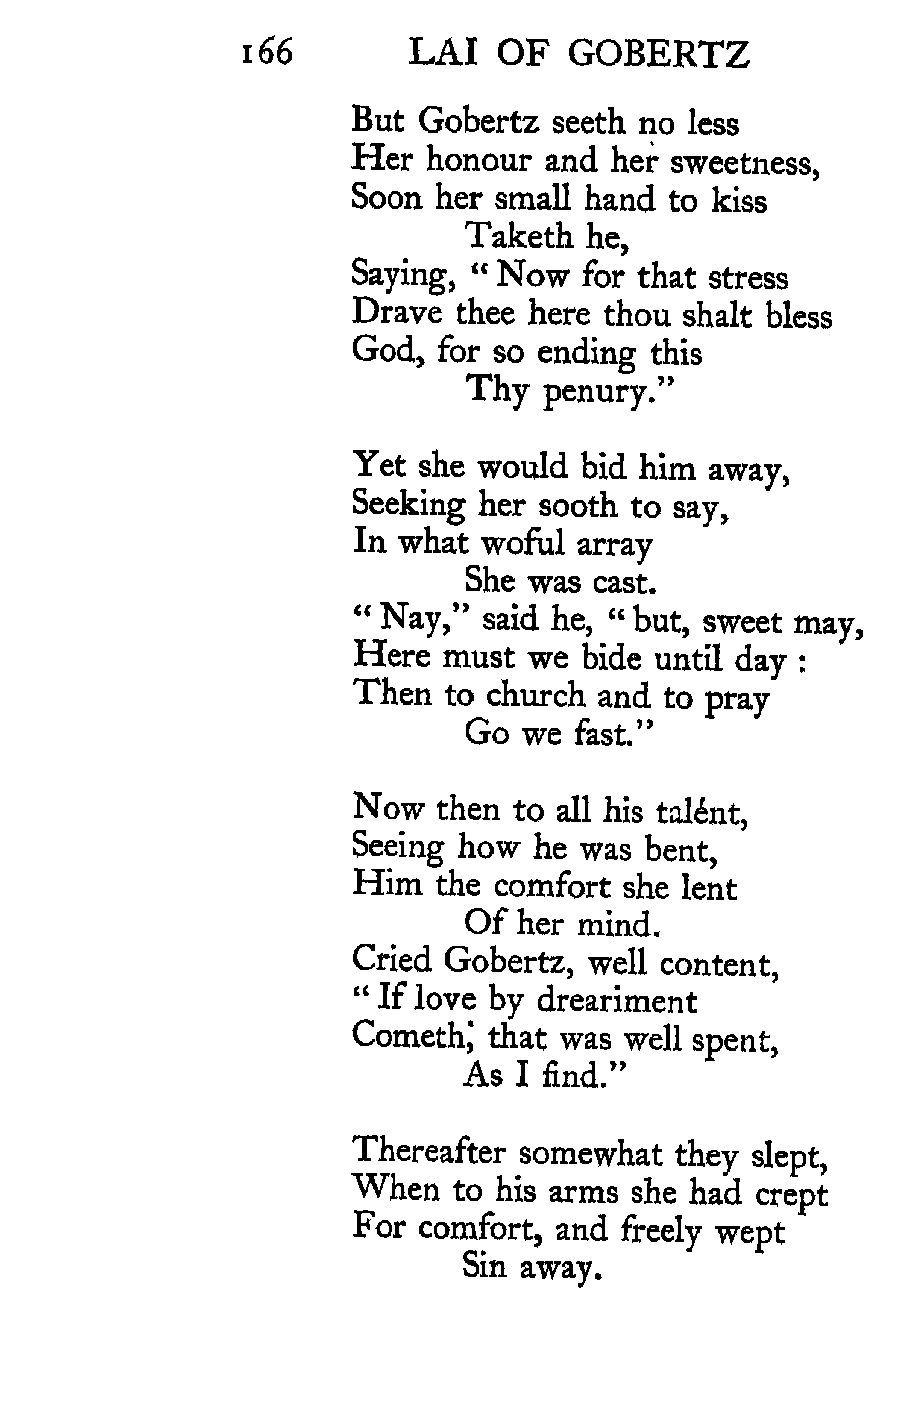 166 LAI OF GOBERTZ
But Gobertz seeth no less
Her honour and her sweetness,
Soon her small hand to kiss
Taketh he,
Saying, “ Now for that stress
Drave thee here thou shalt bless
God, for so ending this
Thy penury.”
Yet she would bid him away,
Seeking her sooth to say,
In what woful array
She was cast.
“ Nay,” said he, “ but, sweet may,
Here must we bide until day :
Then to church and to pray
Go we fast.”
Now then to all his talént,
Seeing how he was bent,
Him the comfort she lent
Of her mind.
Cried Gobertz, well content,
“ If love by dreariment
Cometh, that was well spent,
As I find.”
Thereafter somewhat they slept,
When to his arms she had crept
For comfort, and freely wept
Sin away.